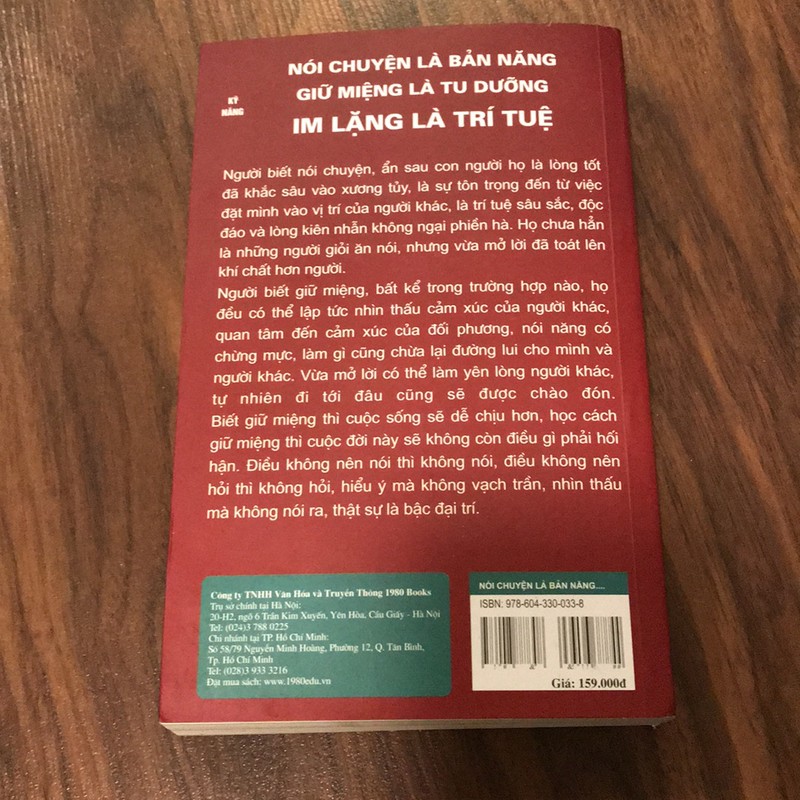 NÓI CHUYỆN LÀ BẢN NĂNG
GIỮ MIỆNG LÀ TU DƯỠNG
IM LẶNG LÀ TRÍ TUỆ
KỸ
NĂNG
Người biết nói chuyện, ẩn sau con người họ là lòng tốt
đã khắc sâu vào xương tủy, là sự tôn trọng đến từ việc
đặt mình vào vị trí của người khác, là trí tuệ sâu sắc, độc
đáo và lòng kiên nhẫn không ngại phiền hà. Họ chưa hẳn
là những người giỏi ăn nói, nhưng vừa mở lời đã toát lên
khí chất hơn người.
Người biết giữ miệng, bất kể trong trường hợp nào, họ
đều có thể lập tức nhìn thấu cảm xúc của người khác,
quan tâm đến cảm xúc của đối phương, nói năng có
chừng mực, làm gì cũng chừa lại đường lui cho mình và
người khác. Vừa mở lời có thể làm yên lòng người khác,
tự nhiên đi tới đâu cũng sẽ được chào đón.
Biết giữ miệng thì cuộc sống sẽ dễ chịu hơn, học cách
giữ miệng thì cuộc đời này sẽ không còn điều gì phải hối
hận. Điều không nên nói thì không nói, điều không nên
hỏi thì không hỏi, hiểu ý mà không vạch trần, nhìn thấu
mà không nói ra, thật sự là bậc đại trí.
Công ty TNHH Văn Hóa và Truyền Thông 1980 Books
Trụ sở chính tại Hà Nội:
20-H2, ngõ 6 Trần Kim Xuyến, Yên Hòa, Cầu Giấy - Hà Nội
Tel: (024)3 788 0225
Chi nhánh tại TP. Hồ Chí Minh:
Số 58/79 Nguyễn Minh Hoàng, Phường 12, Q. Tân Bình,
Tp. Hồ Chí Minh
Tel: (028)3 933 3216
Đặt mua sách: www.1980edu.vn
NÓI CHUYỆN LÀ BẢN NĂNG....
ISBN: 978-604-330-033-8
Giá: 159.000đ